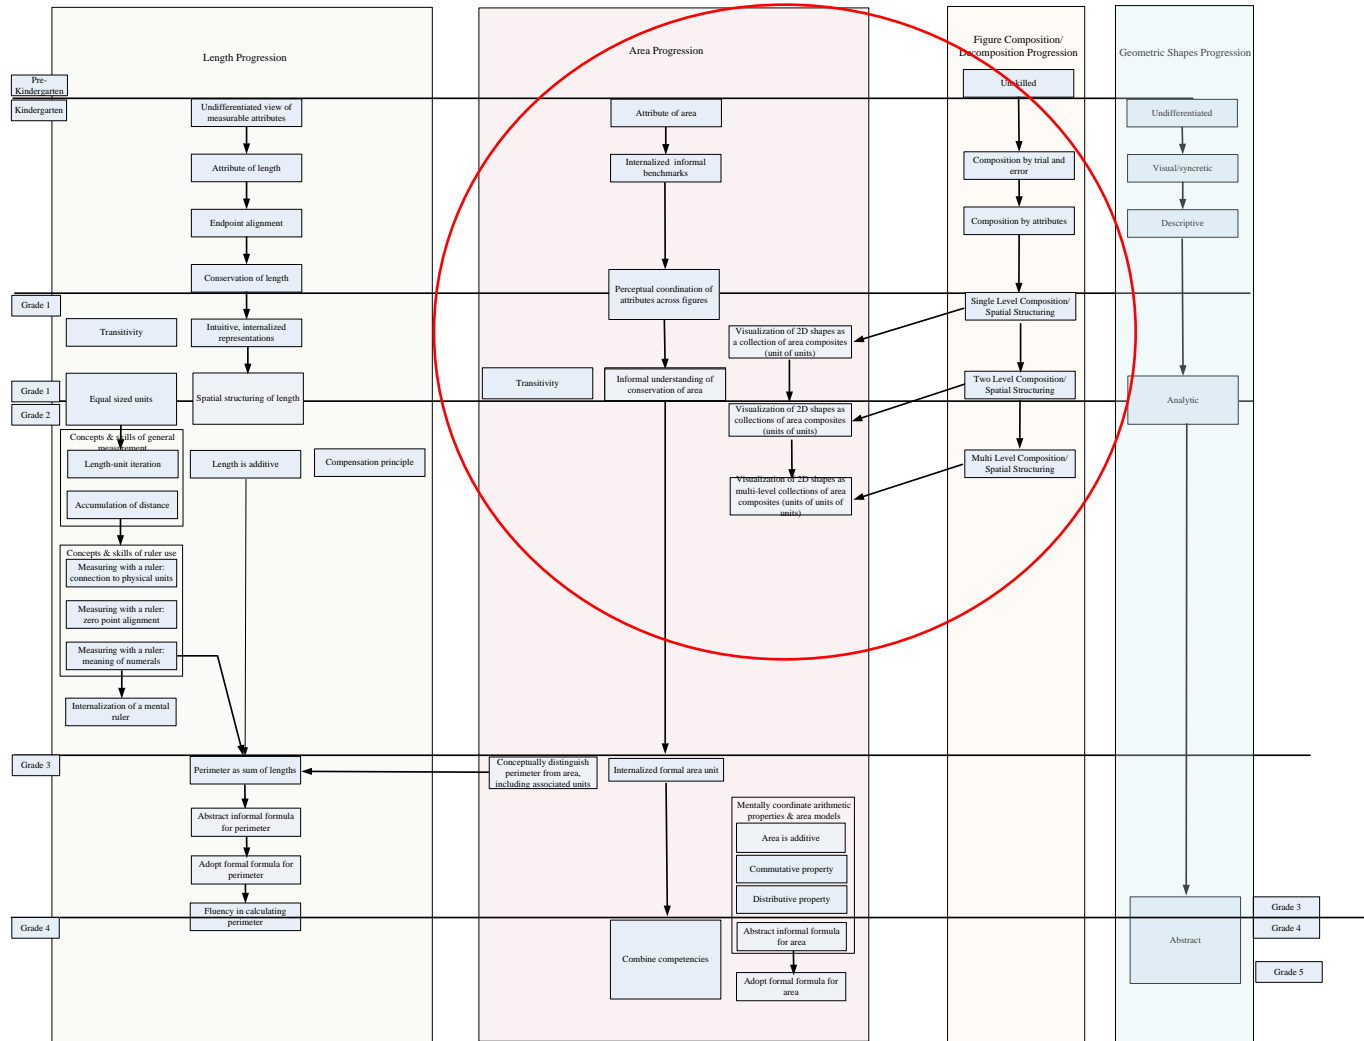 Length Progression
Area Progression
Figure Composition/
Decomposition Progression
Geometric Shapes Progression
Pre-
Kindergarten
Kindergarten
Grade 1
Grade 1
Grade 2
Grade 3
Grade 4
Undifferentiated view of
measurable attributes
Attribute of length
Endpoint alignment
Conservation of length
Transitivity
Intuitive, internalized
representations
Equal sized units
Spatial structuring of length
Concepts & skills of general
measurement
Length-unit iteration
Accumulation of distance
Length is additive
Compensation principle
Concepts & skills of ruler use
Measuring with a ruler:
connection to physical units
Measuring with a ruler:
zero point alignment
Measuring with a ruler:
meaning of numerals
Internalization of a mental
ruler
Perimeter as sum of lengths
Abstract informal formula
for perimeter
Adopt formal formula for
perimeter
Fluency in calculating
perimeter
Attribute of area
Internalized informal
benchmarks
Perceptual coordination of
attributes across figures
Transitivity
Informal understanding of
conservation of area
Visualization of 2D shapes as
a collection of area composites
(unit of units)
Visualization of 2D shapes as
collections of area composites
(units of units)
Visualization of 2D shapes as
multi-level collections of area
composites (units of units of
units)
Conceptually distinguish
perimeter from area,
including associated units
Internalized formal area unit
Mentally coordinate arithmetic
properties & area models
Area is additive
Commutative property
Distributive property
Abstract informal formula
for area
Adopt formal formula for
area
Combine competencies
Unskilled
Composition by trial and
error
Composition by attributes
Single Level Composition/
Spatial Structuring
Two Level Composition/
Spatial Structuring
Multi Level Composition/
Spatial Structuring
Undifferentiated
Visual/syncretic
Descriptive
Analytic
Abstract
Grade 3
Grade 4
Grade 5